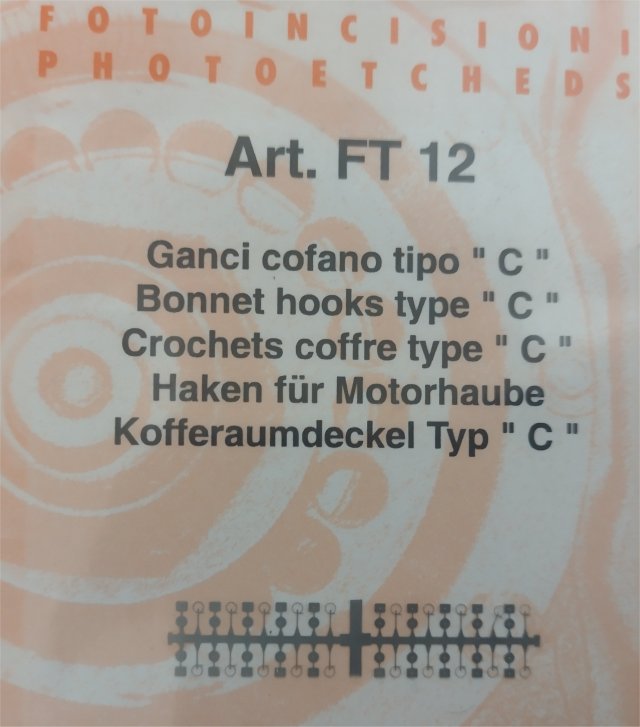 FOTOINCISIONI
PHOTOETCHEDS
Art. FT 12
Ganci cofano tipo " C "
Bonnet hooks type " C "
Crochets coffre type " C "
Haken für Motorhaube
Kofferaumdeckel Typ " C "